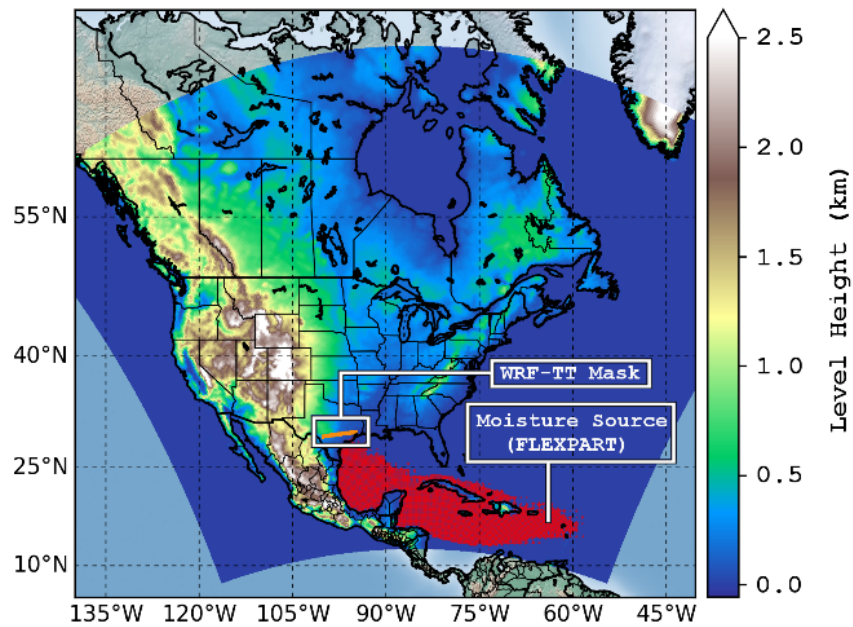 2.5
2.0
1.5
1.0
0.5
0.0
Level Height (km)
55°N
40°N
25°N
10°N
WRF-TT Mask
Moisture Source
(FLEXPART)
135°W 120°W 105°W 90°W 75°W 60°W 45°W